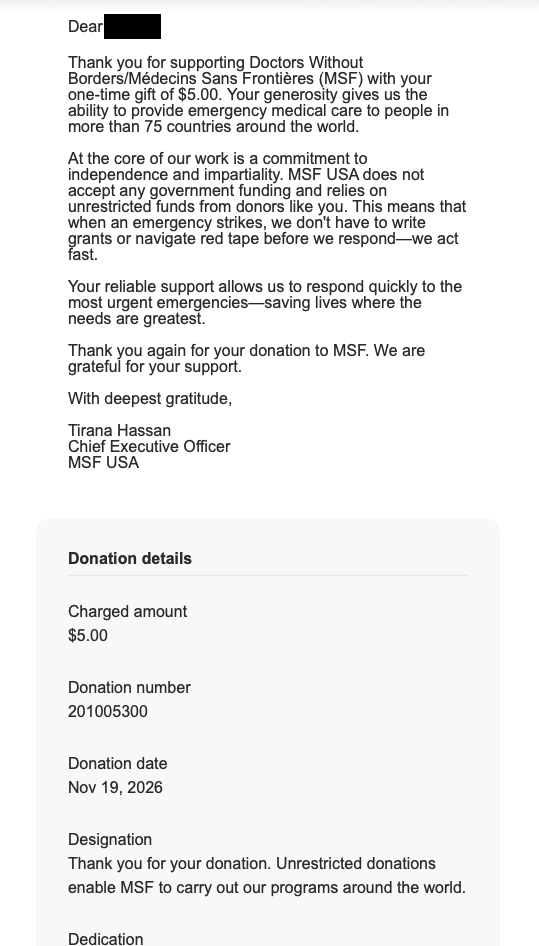 Dear
Thank you for supporting Doctors Without
Borders/Médecins Sans Frontières (MSF) with your
one-time gift of $5.00. Your generosity gives us the
ability to provide emergency medical care to people in
more than 75 countries around the world.
At the core of our work is a commitment to
independence and impartiality. MSF USA does not
accept any government funding and relies on
unrestricted funds from donors like you. This means that
when an emergency strikes, we don't have to write
grants or navigate red tape before we respond—we act
fast.
Your reliable support allows us to respond quickly to the
most urgent emergencies—saving lives where the
needs are greatest.
Thank you again for your donation to MSF. We are
grateful for your support.
With deepest gratitude,
Tirana Hassan
Chief Executive Officer
MSF USA
Donation details
Charged amount
$5.00
Donation number
201005300
Donation date
Nov 19, 2026
Designation
Thank you for your donation. Unrestricted donations
enable MSF to carry out our programs around the world.
Dedication